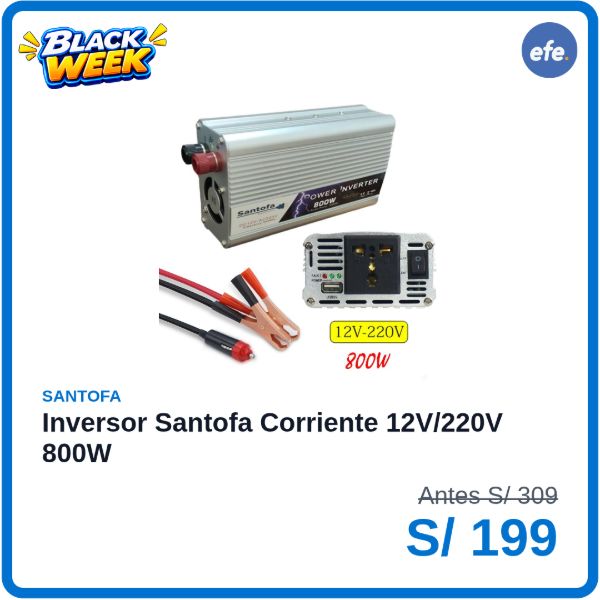 BLACK
WEEK
efe.
POWER INVERTER
800W
Santofa
12V-220V
800W
SANTOFA
Inversor Santofa Corriente 12V/220V
800W
Antes S/ 309
S/ 199